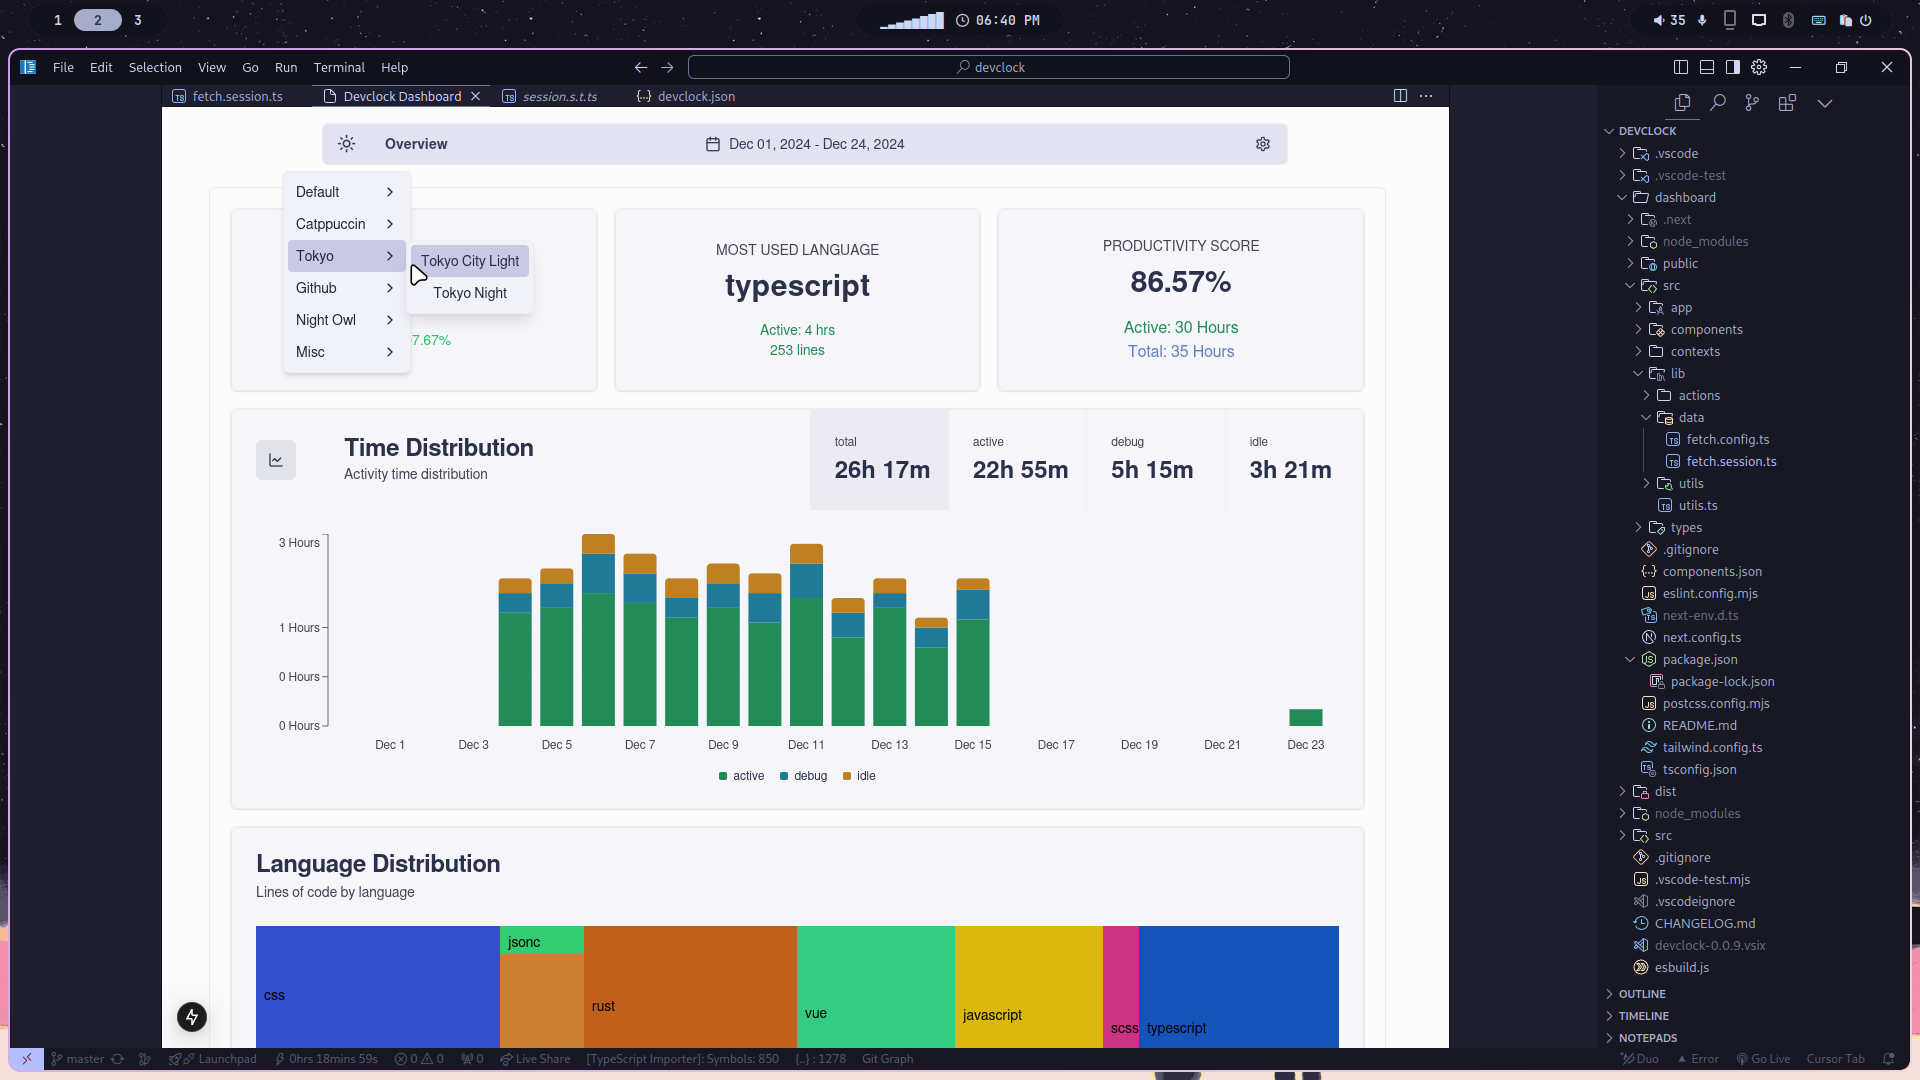 1 2 3
06:40 PM
35
File Edit Selection View Go Run Terminal Help
devclock
fetch.session.ts
Devclock Dashboard
session.s.t.ts
devclock.json
Overview
Dec 01, 2024 - Dec 24, 2024
Default
Catppuccin
Tokyo
Github
Night Owl
Misc
Tokyo City Light
Tokyo Night
7.67%
MOST USED LANGUAGE
typescript
Active: 4 hrs
253 lines
PRODUCTIVITY SCORE
86.57%
Active: 30 Hours
Total: 35 Hours
Time Distribution
Activity time distribution
total
26h 17m
active
22h 55m
debug
5h 15m
idle
3h 21m
3 Hours
1 Hours
0 Hours
0 Hours
Dec 1 Dec 3 Dec 5 Dec 7 Dec 9 Dec 11 Dec 13 Dec 15 Dec 17 Dec 19 Dec 21 Dec 23
active debug idle
Language Distribution
Lines of code by language
css
jsonc
rust
vue
javascript
scss
typescript
DEVCLOCK
.vscode
.vscode-test
dashboard
.next
node_modules
public
src
app
components
contexts
lib
actions
data
fetch.config.ts
fetch.session.ts
utils
utils.ts
types
.gitignore
components.json
eslint.config.mjs
next-env.d.ts
next.config.ts
package.json
package-lock.json
postcss.config.mjs
README.md
tailwind.config.ts
tsconfig.json
dist
node_modules
src
.gitignore
.vscode-test.mjs
.vscodeignore
CHANGELOG.md
devclock-0.0.9.vsix
esbuild.js
OUTLINE
TIMELINE
NOTEPADS
master Launchpad 0hrs 18mins 59s 0 0 0 Live Share [TypeScript Importer]: Symbols: 850 {..} : 1278 Git Graph
Duo Error Go Live Cursor Tab